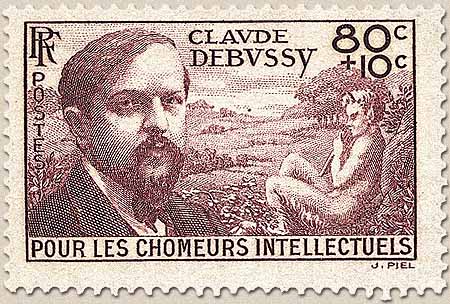 RF
POSTES
CLAVDE
DEBVSSY
80c
+10c
POUR LES CHOMEURS INTELLECTUELS
J. PIEL